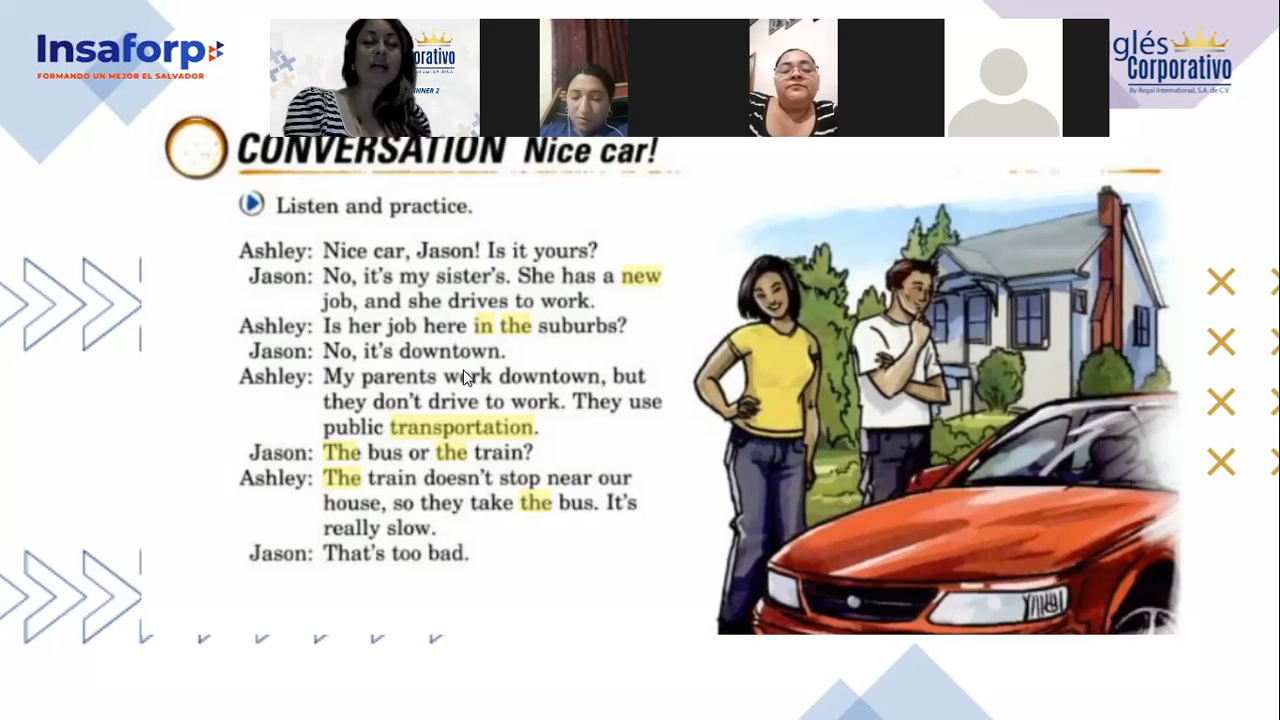 Insaforp
FORMANDO UN MEJOR EL SALVADOR
orporativo
NNER 2
glés
Corporativo
By Regal International, S.A. de C.V.
CONVERSATION Nice car!
Listen and practice.
Ashley: Nice car, Jason! Is it yours?
Jason: No, it's my sister's. She has a new
job, and she drives to work.
Ashley: Is her job here in the suburbs?
Jason: No, it's downtown.
Ashley: My parents work downtown, but
they don't drive to work. They use
public transportation.
Jason: The bus or the train?
Ashley: The train doesn't stop near our
house, so they take the bus. It's
really slow.
Jason: That's too bad.